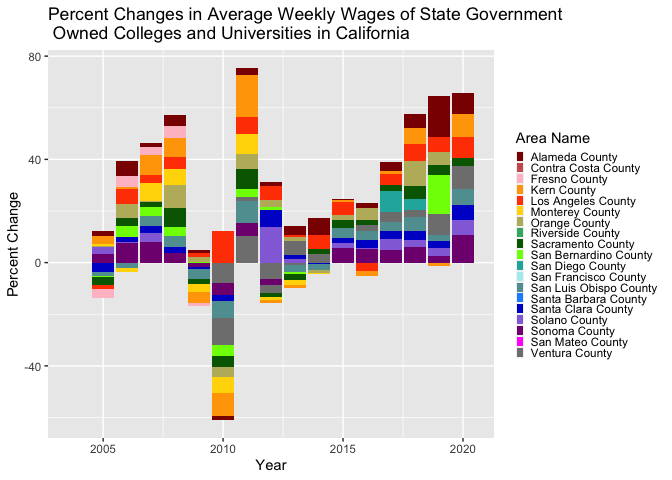 Percent Changes in Average Weekly Wages of State Government
Owned Colleges and Universities in California
80
40
0
-40
Percent Change
2005
2010
2015
2020
Year
Area Name
Alameda County
Contra Costa County
Fresno County
Kern County
Los Angeles County
Monterey County
Orange County
Riverside County
Sacramento County
San Bernardino County
San Diego County
San Francisco County
San Luis Obispo County
Santa Barbara County
Santa Clara County
Solano County
Sonoma County
San Mateo County
Ventura County